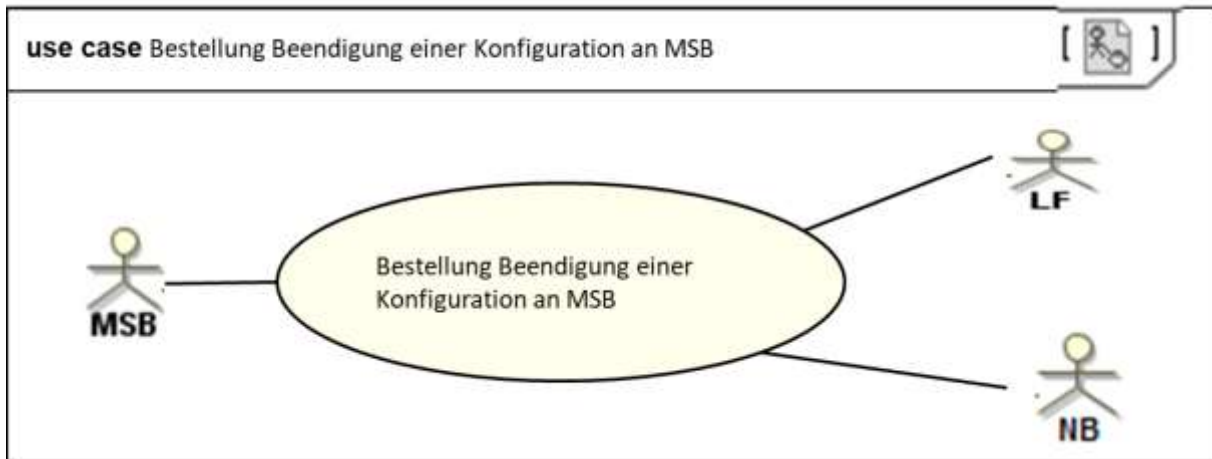 use case Bestellung Beendigung einer Konfiguration an MSB
LF
Bestellung Beendigung einer
Konfiguration an MSB
MSB
NB